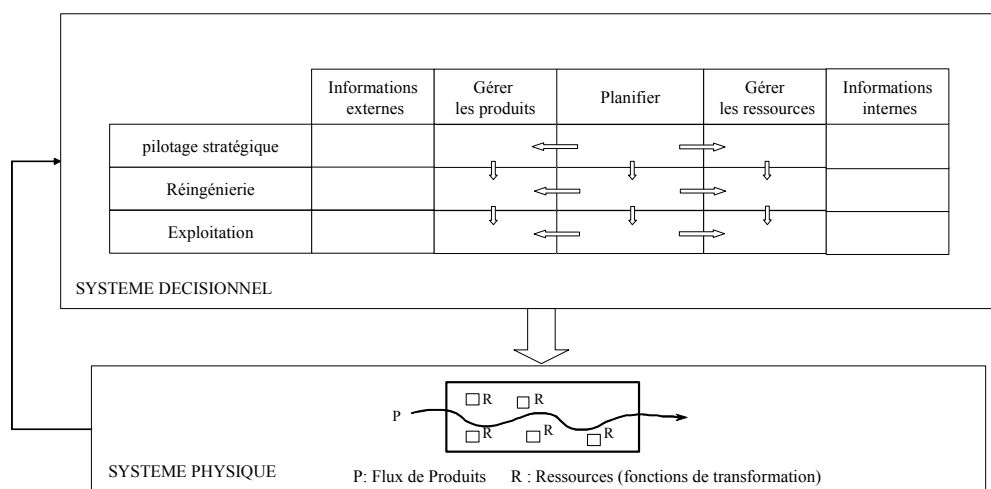 Informations externes
Gérer les produits
Planifier
Gérer les ressources
Informations internes
pilotage stratégique
Réingénierie
Exploitation
SYSTEME DECISIONNEL
R
R
P
R
R
R
SYSTEME PHYSIQUE
P: Flux de Produits
R : Ressources (fonctions de transformation)